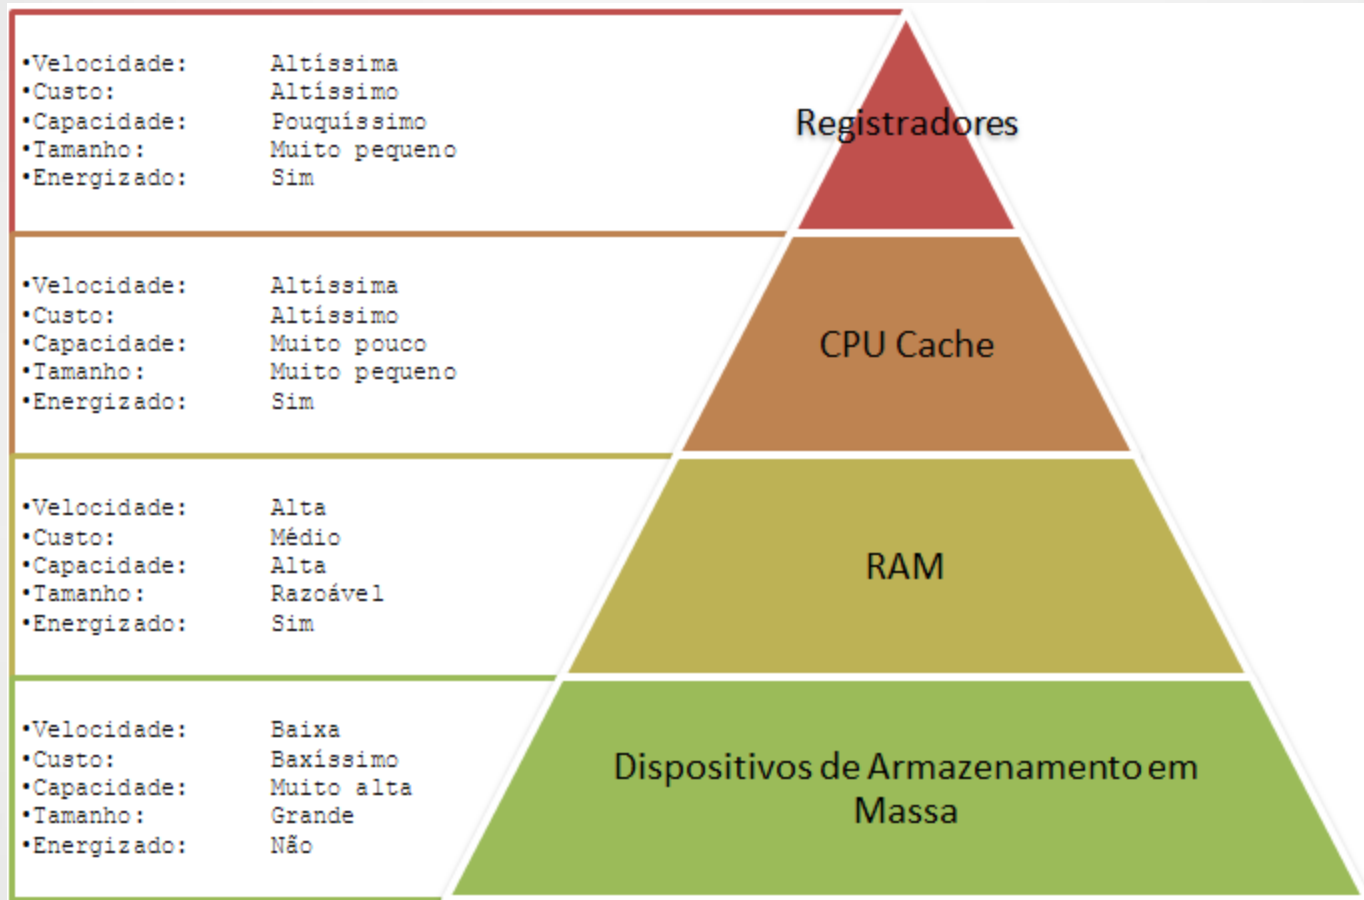 •Velocidade: Altíssima
•Custo: Altíssimo
•Capacidade: Pouquíssimo
•Tamanho: Muito pequeno
•Energizado: Sim
Registradores
•Velocidade: Altíssima
•Custo: Altíssimo
•Capacidade: Muito pouco
•Tamanho: Muito pequeno
•Energizado: Sim
CPU Cache
•Velocidade: Alta
•Custo: Médio
•Capacidade: Alta
•Tamanho: Razoável
•Energizado: Sim
RAM
•Velocidade: Baixa
•Custo: Baxíssimo
•Capacidade: Muito alta
•Tamanho: Grande
•Energizado: Não
Dispositivos de Armazenamento em
Massa